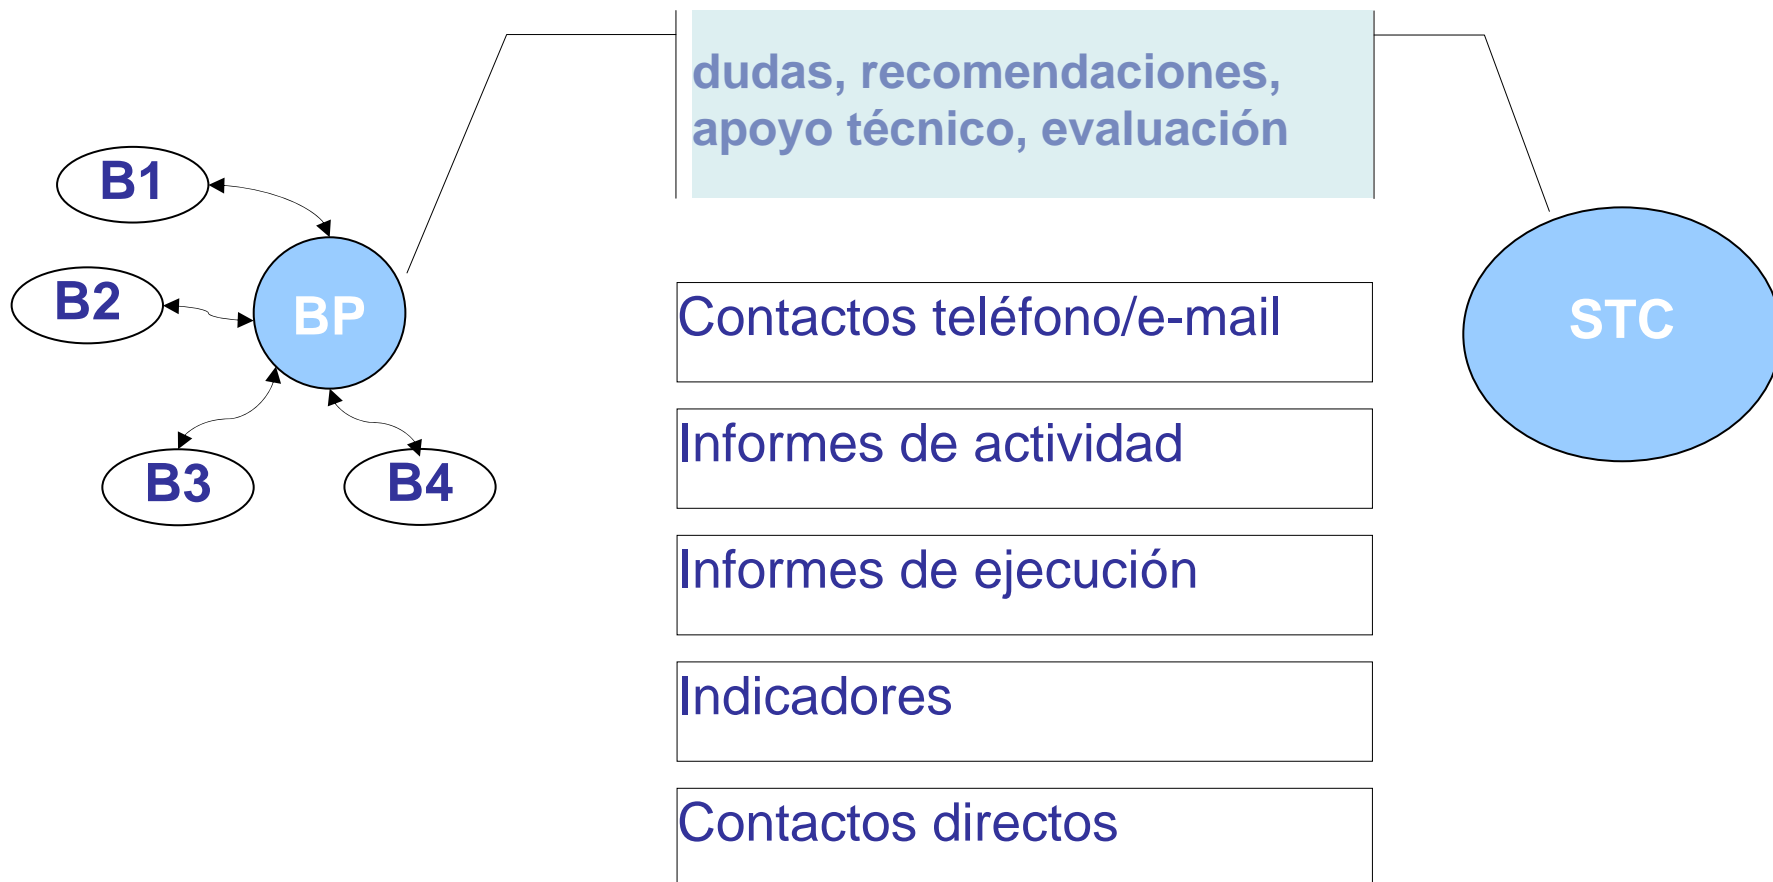 dudas, recomendaciones,
apoyo técnico, evaluación
B1
B2
BP
B3
B4
STC
Contactos teléfono/e-mail
Informes de actividad
Informes de ejecución
Indicadores
Contactos directos